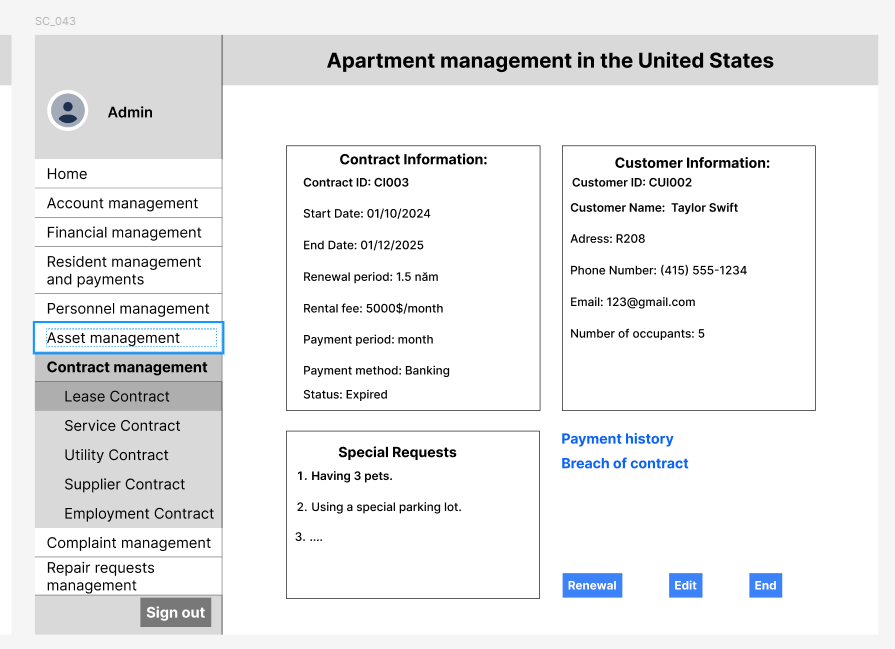 SC_043
Apartment management in the United States
Admin
Home
Account management
Financial management
Resident management
and payments
Personnel management
Asset management
Contract management
Lease Contract
Service Contract
Utility Contract
Supplier Contract
Employment Contract
Complaint management
Repair requests
management
Sign out
Contract Information:
Contract ID: CI003
Start Date: 01/10/2024
End Date: 01/12/2025
Renewal period: 1.5 năm
Rental fee: 5000$/month
Payment period: month
Payment method: Banking
Status: Expired
Customer Information:
Customer ID: CUI002
Customer Name: Taylor Swift
Adress: R208
Phone Number: (415) 555-1234
Email: 123@gmail.com
Number of occupants: 5
Special Requests
1. Having 3 pets.
2. Using a special parking lot.
3. ....
Payment history
Breach of contract
Renewal
Edit
End